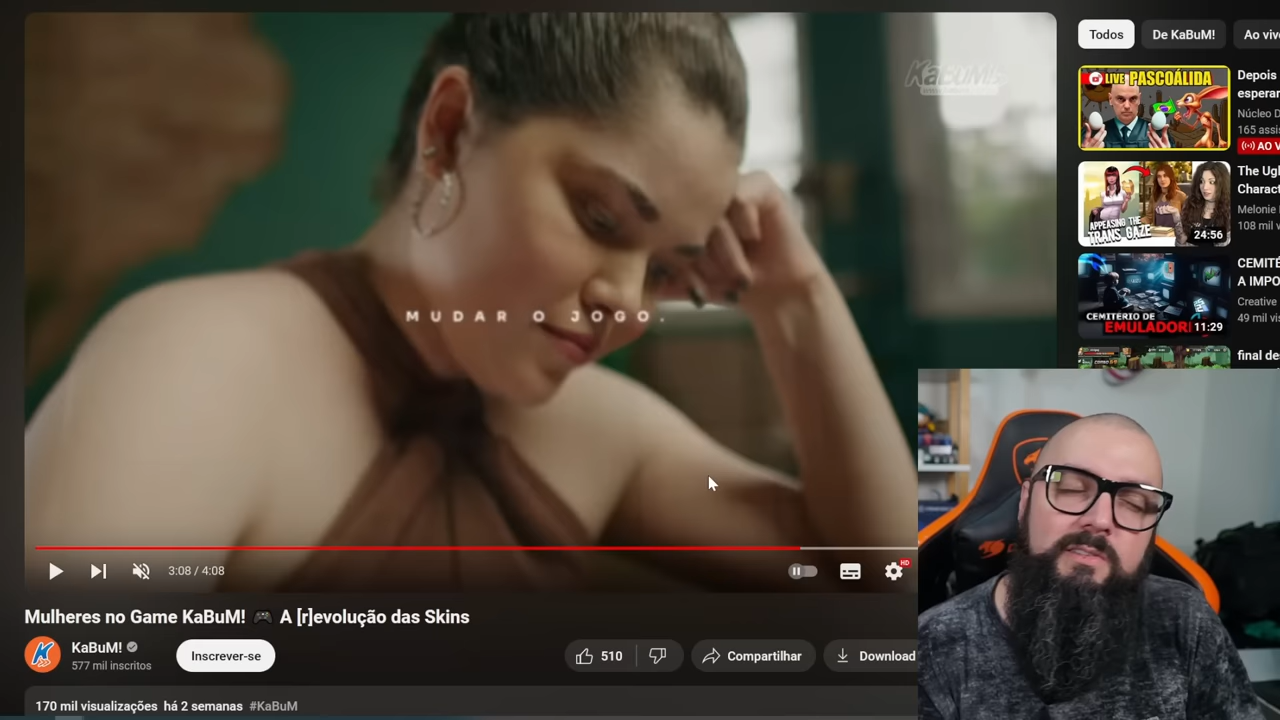 KaBuM!
MUDAR O JOGO.
3:08 / 4:08
HD
Mulheres no Game KaBuM! 🎮 A [r]evolução das Skins
KaBuM!
577 mil inscritos
Inscrever-se
510
Compartilhar
Download
170 mil visualizações há 2 semanas #KaBuM
Todos
De KaBuM!
Ao viv
LIVE PASCOÁLIDA
Depois
esperar
Núcleo D
165 assis
AO V
APPEASING THE
TRANS GAZE
24:56
The Ugl
Charact
Melonie
108 mil v
CEMITÉRIO DE
EMULADOR
11:29
CEMITÉ
A IMPO
Creative
49 mil vis
final de